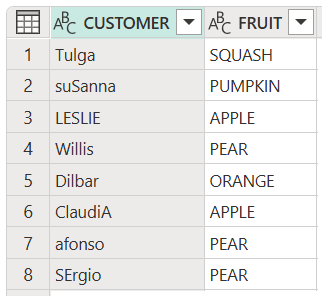 ABC CUSTOMER ABC FRUIT
1 Tulga SQUASH
2 suSanna PUMPKIN
3 LESLIE APPLE
4 Willis PEAR
5 Dilbar ORANGE
6 ClaudiA APPLE
7 afonso PEAR
8 SErgio PEAR